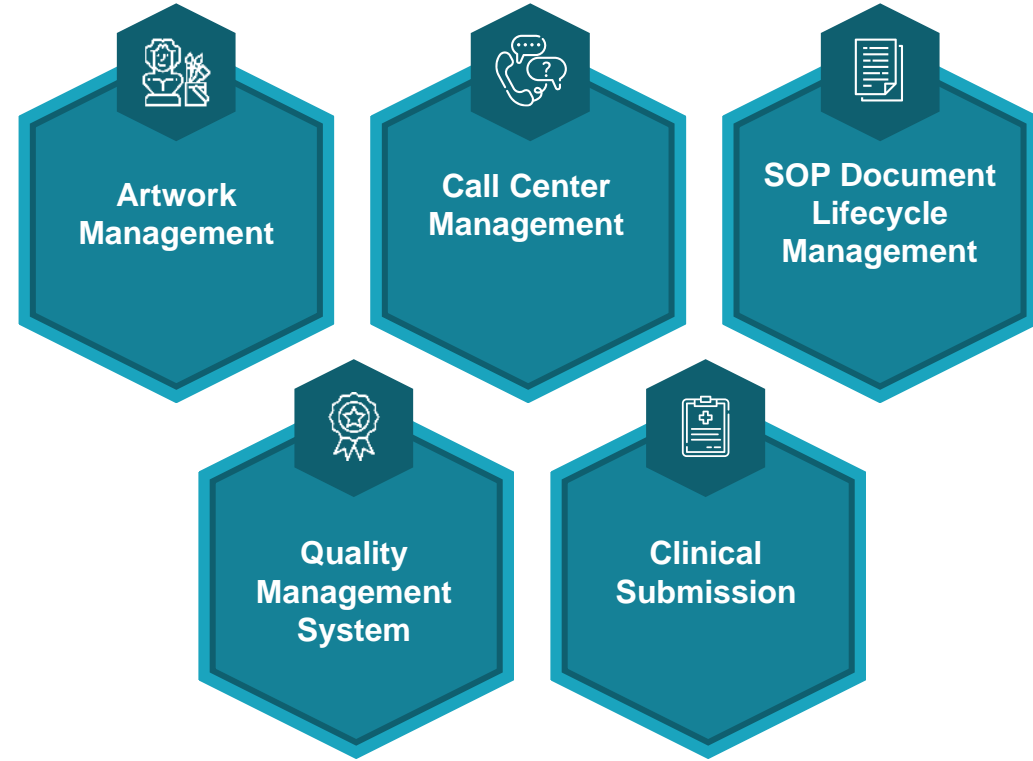 Artwork
Management
Call Center
Management
SOP Document
Lifecycle
Management
Quality
Management
System
Clinical
Submission